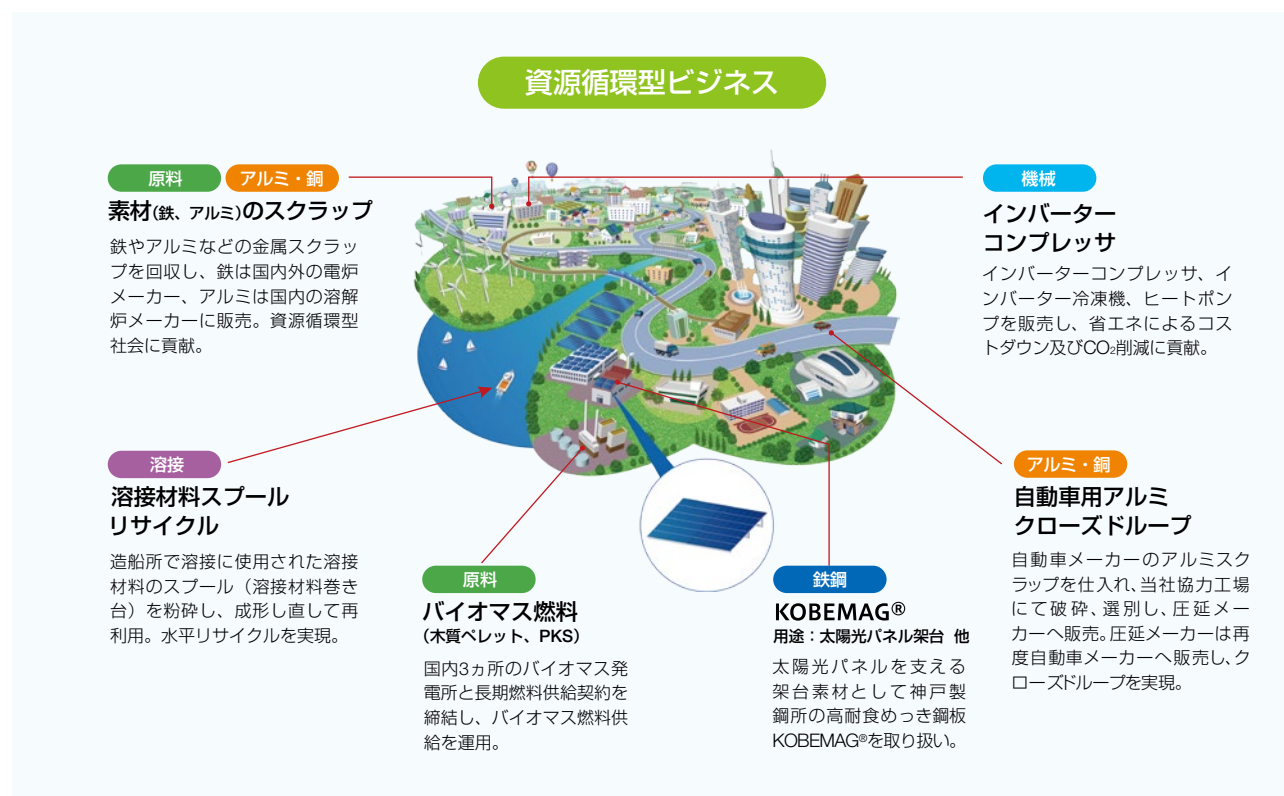 資源循環型ビジネス
原料 アルミ・銅
素材(鉄、アルミ)のスクラップ
鉄やアルミなどの金属スクラッ
プを回収し、鉄は国内外の電炉
メーカー、アルミは国内の溶解
炉メーカーに販売。資源循環型
社会に貢献。
機械
インバーター
コンプレッサ
インバーターコンプレッサ、イ
ンバーター冷凍機、ヒートポン
プを販売し、省エネによるコス
トダウン及びCO₂削減に貢献。
溶接
溶接材料スプール
リサイクル
造船所で溶接に使用された溶接
材料のスプール（溶接材料巻き
台）を粉砕し、成形し直して再
利用。水平リサイクルを実現。
原料
バイオマス燃料
(木質ペレット、PKS)
国内3ヵ所のバイオマス発
電所と長期燃料供給契約を
締結し、バイオマス燃料供
給を運用。
鉄鋼
KOBEMAG®
用途：太陽光パネル架台 他
太陽光パネルを支える
架台素材として神戸製
鋼所の高耐食めっき鋼板
KOBEMAG®を取り扱い。
アルミ・銅
自動車用アルミ
クローズドループ
自動車メーカーのアルミスク
ラップを仕入れ、当社協力工場
にて破砕、選別し、圧延メー
カーへ販売。圧延メーカーは再
度自動車メーカーへ販売し、ク
ローズドループを実現。